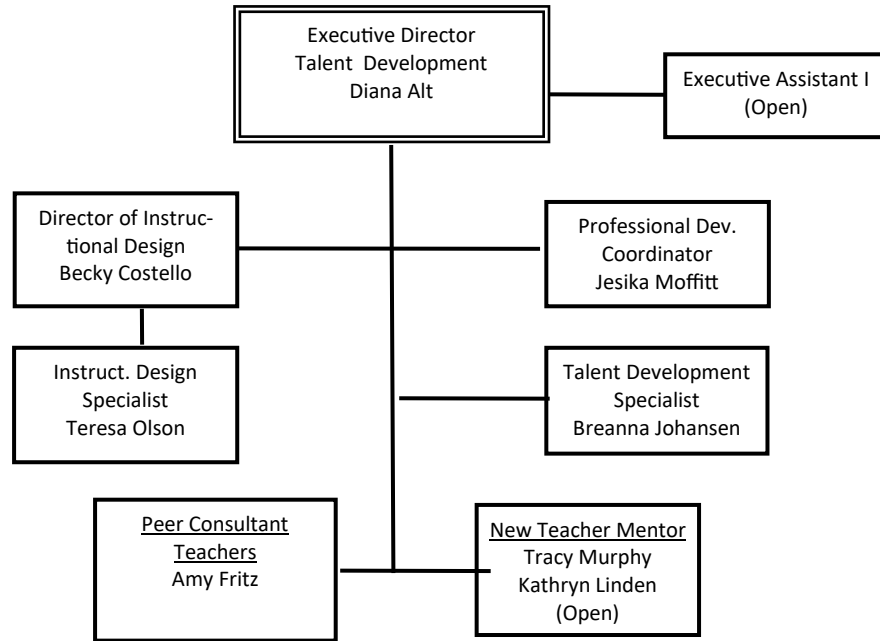 Executive Director
Talent  Development
Diana Alt
Executive Assistant I
(Open)
Director of Instruc-
tional Design
Becky Costello
Professional Dev.
Coordinator
Jesika Moffitt
Instruct. Design
Specialist
Teresa Olson
Talent Development
Specialist
Breanna Johansen
Peer Consultant
Teachers
Amy Fritz
New Teacher Mentor
Tracy Murphy
Kathryn Linden
(Open)